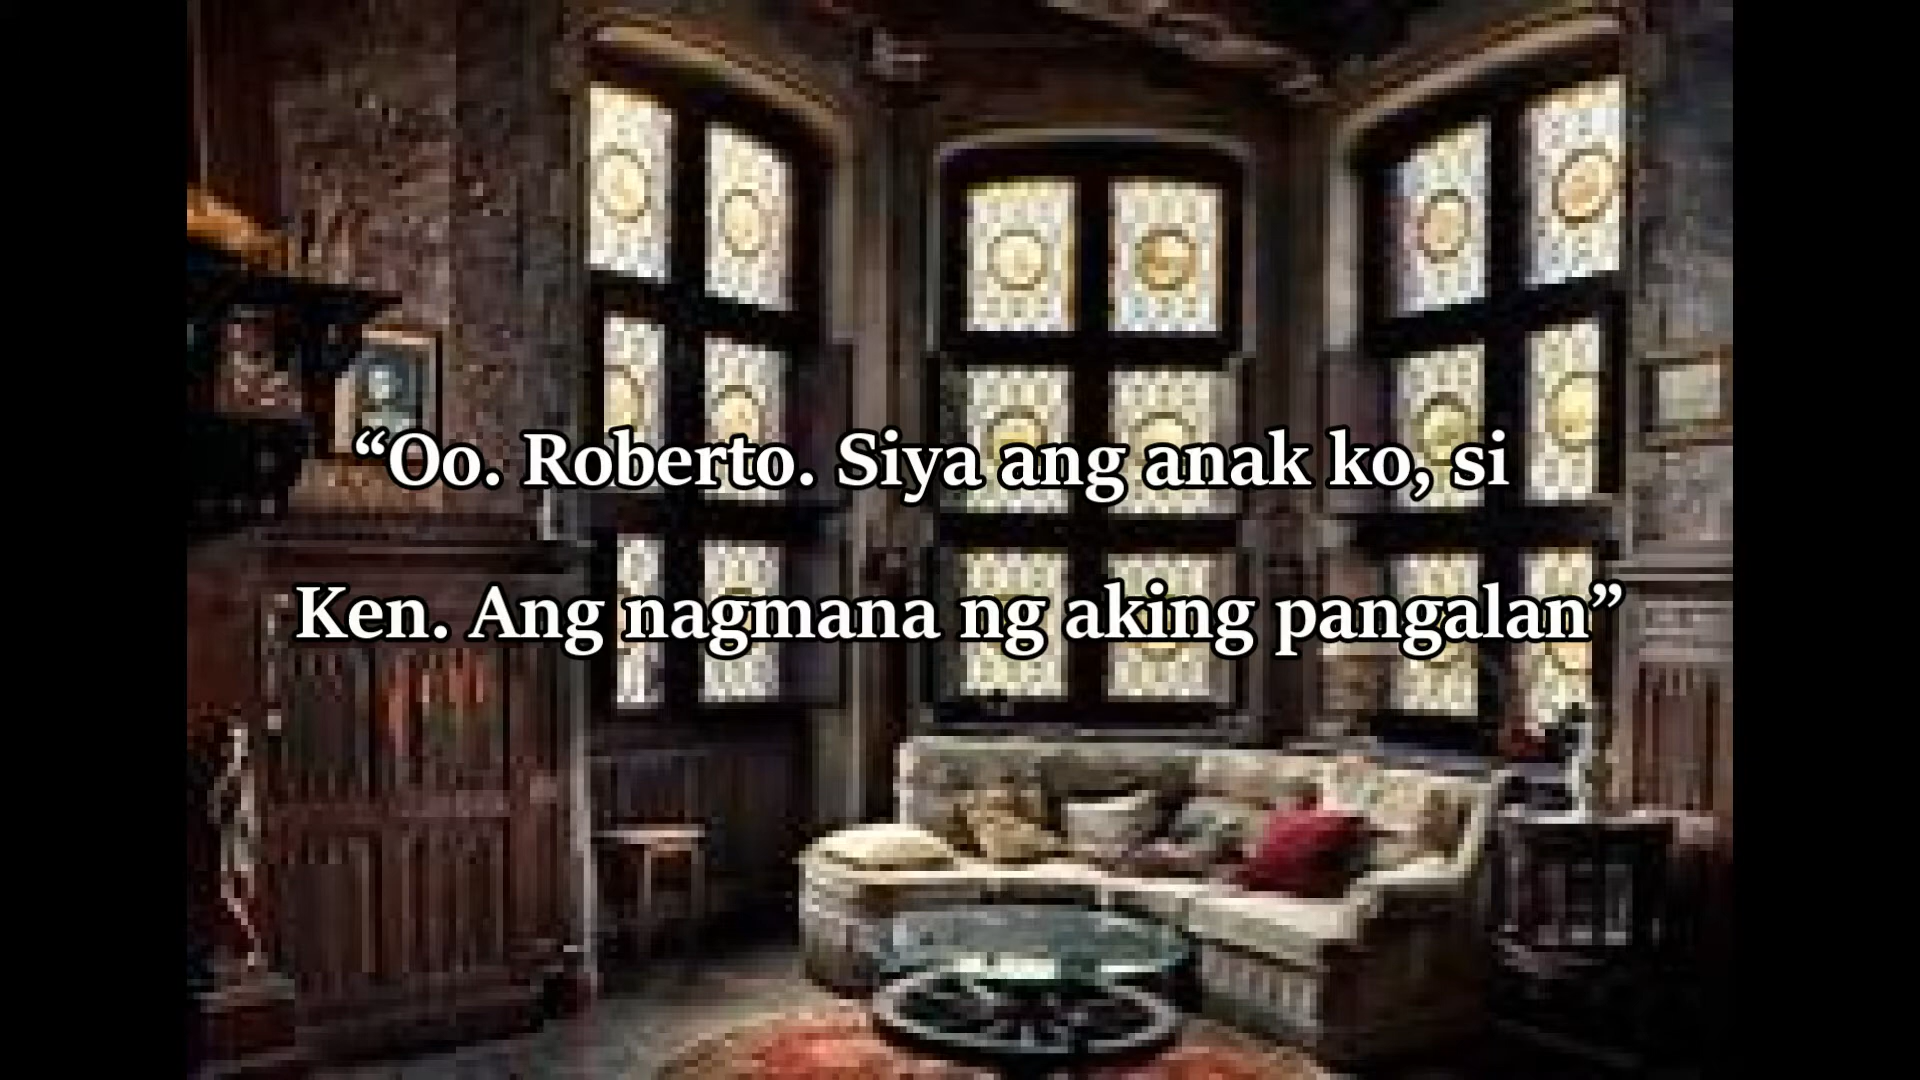 “Oo. Roberto. Siya ang anak ko, si
Ken. Ang nagmana ng aking pangalan”